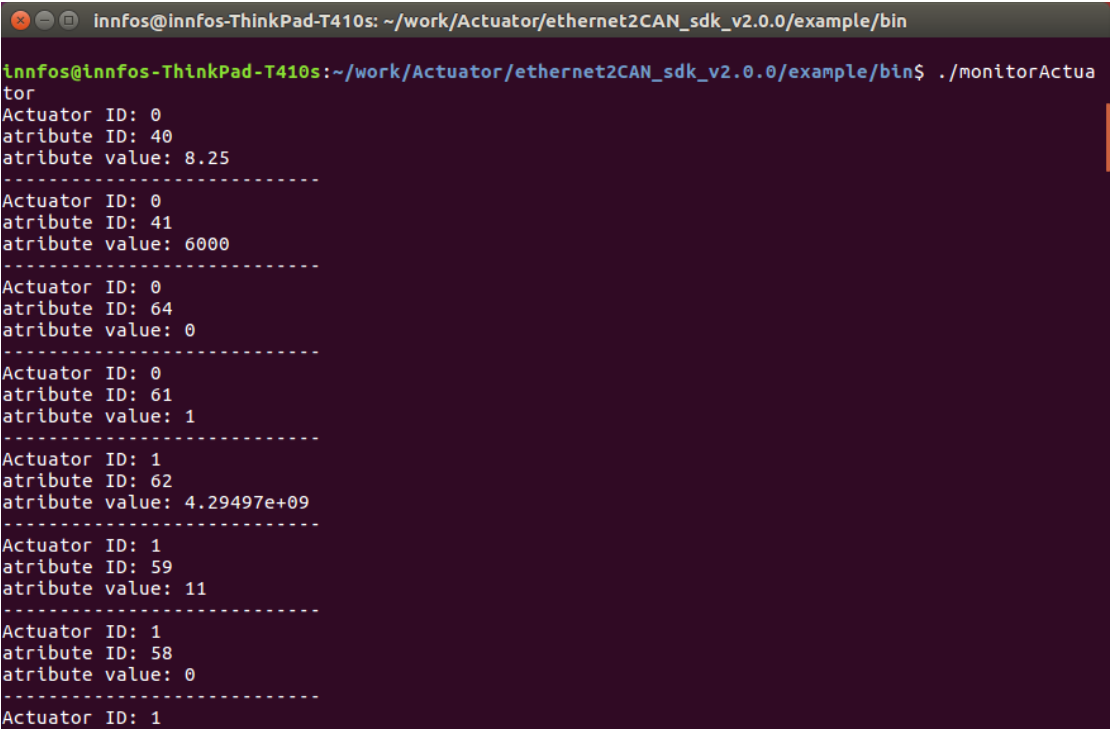 innfos@innfos-ThinkPad-T410s: ~/work/Actuator/ethernet2CAN_sdk_v2.0.0/example/bin
innfos@innfos-ThinkPad-T410s:~/work/Actuator/ethernet2CAN_sdk_v2.0.0/example/bin$ ./monitorActua
tor
Actuator ID: 0
atribute ID: 40
atribute value: 8.25
----------------------------
Actuator ID: 0
atribute ID: 41
atribute value: 6000
----------------------------
Actuator ID: 0
atribute ID: 64
atribute value: 0
----------------------------
Actuator ID: 0
atribute ID: 61
atribute value: 1
----------------------------
Actuator ID: 1
atribute ID: 62
atribute value: 4.29497e+09
----------------------------
Actuator ID: 1
atribute ID: 59
atribute value: 11
----------------------------
Actuator ID: 1
atribute ID: 58
atribute value: 0
----------------------------
Actuator ID: 1